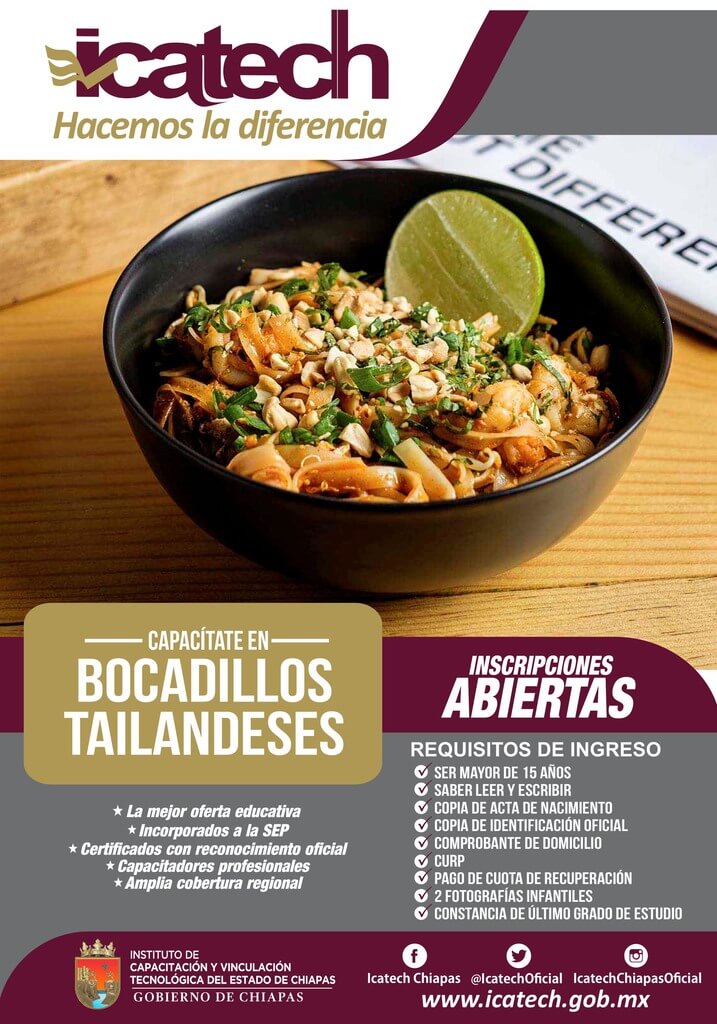 icatech
Hacemos la diferencia
DIFFEREN
CAPACÍTATE EN
BOCADILLOS
TAILANDESES
INSCRIPCIONES
ABIERTAS
REQUISITOS DE INGRESO
SER MAYOR DE 15 AÑOS
SABER LEER Y ESCRIBIR
COPIA DE ACTA DE NACIMIENTO
COPIA DE IDENTIFICACIÓN OFICIAL
COMPROBANTE DE DOMICILIO
CURP
PAGO DE CUOTA DE RECUPERACIÓN
2 FOTOGRAFÍAS INFANTILES
CONSTANCIA DE ÚLTIMO GRADO DE ESTUDIO
La mejor oferta educativa
Incorporados a la SEP
Certificados con reconocimiento oficial
Capacitadores profesionales
Amplia cobertura regional
INSTITUTO DE
CAPACITACIÓN Y VINCULACIÓN
TECNOLÓGICA DEL ESTADO DE CHIAPAS
GOBIERNO DE CHIAPAS
Icatech Chiapas @IcatechOficial IcatechChiapasOficial
www.icatech.gob.mx